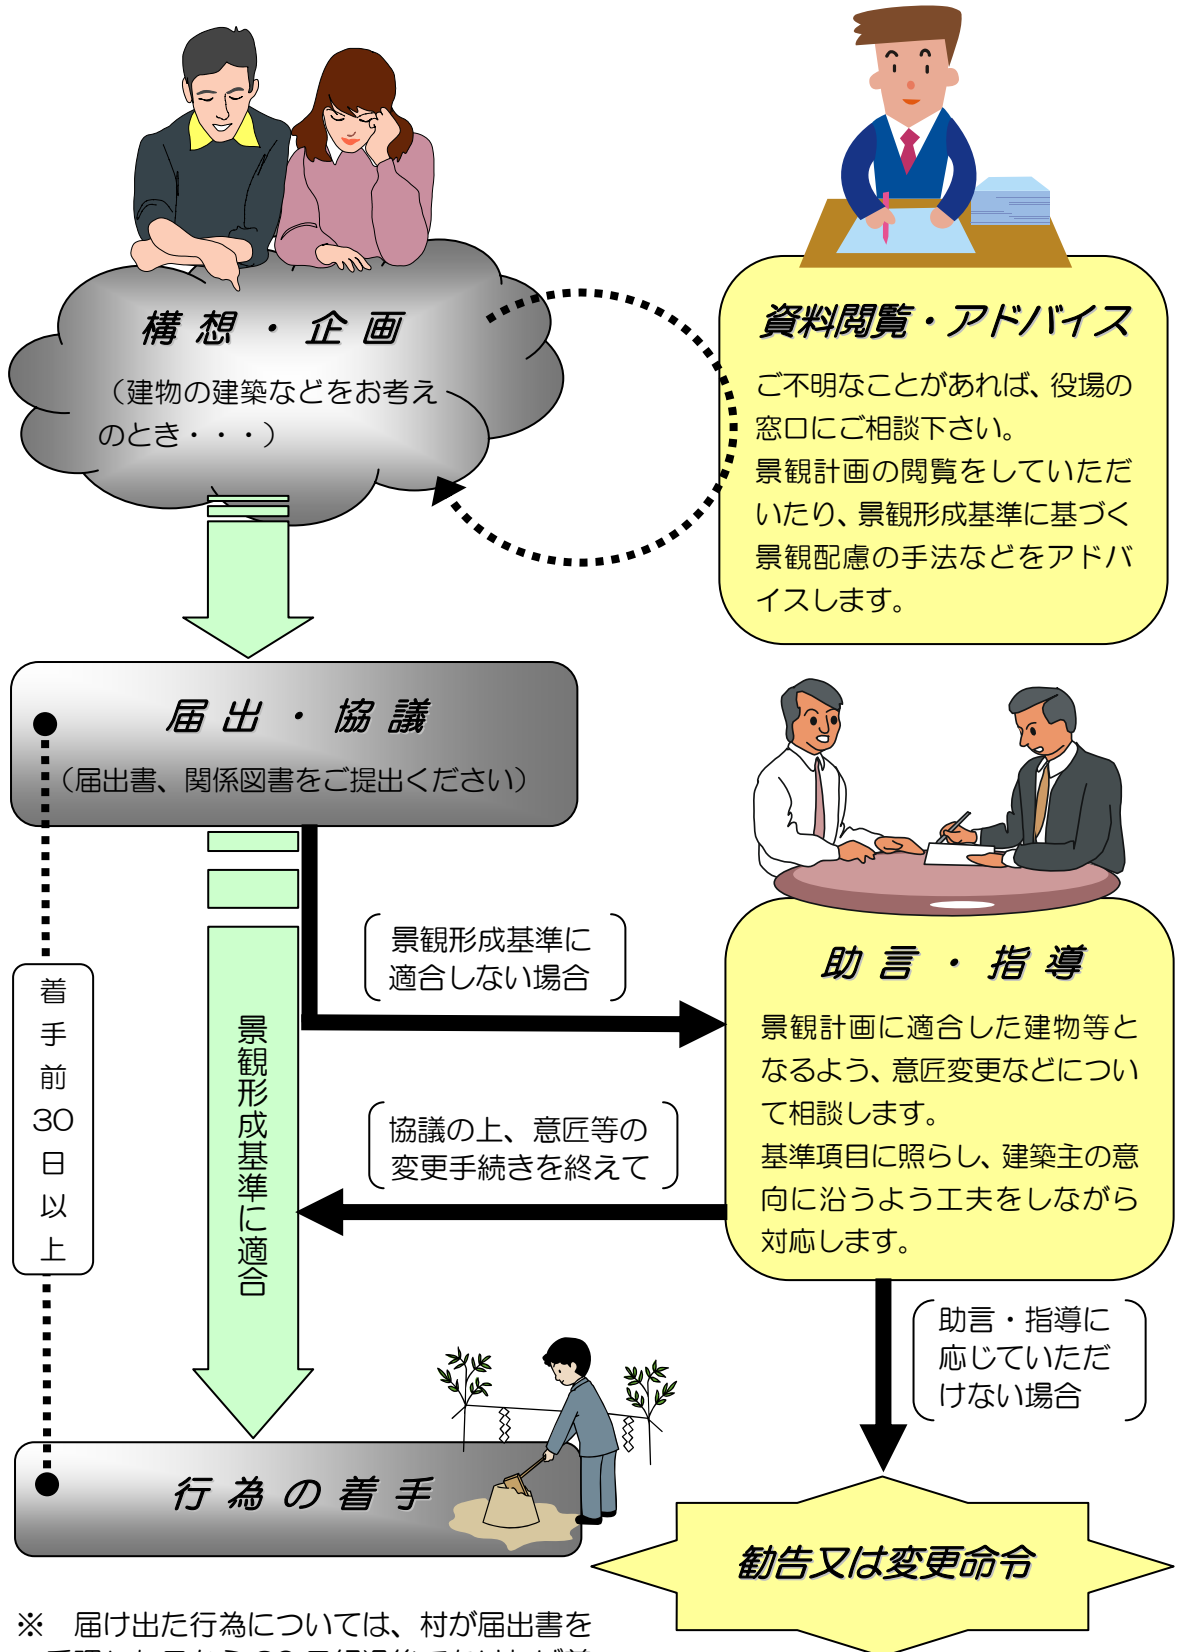 構想・企画
（建物の建築などをお考え
のとき・・・）
資料閲覧・アドバイス
ご不明なことがあれば、役場の
窓口にご相談下さい。
景観計画の閲覧をしていただ
いたり、景観形成基準に基づく
景観配慮の手法などをアドバ
イスします。
届出・協議
（届出書、関係図書をご提出ください）
着手前30日以上
景観形成基準に適合
景観形成基準に
適合しない場合
助言・指導
景観計画に適合した建物等と
なるよう、意匠変更などについ
て相談します。
基準項目に照らし、建築主の意
向に沿うよう工夫をしながら
対応します。
協議の上、意匠等の
変更手続きを終えて
助言・指導に
応じていただ
けない場合
行為の着手
勧告又は変更命令
※　届け出た行為については、村が届出書を